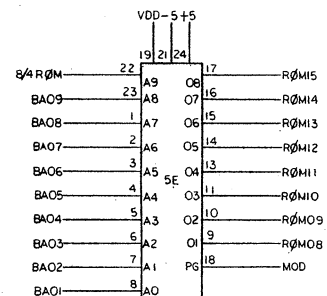 VDD-5+5
19 21 24
8/4 RØM 22 A9 O8 17 RØM15
BA09 23 A8 O7 16 RØM14
BA08 1 A7 O6 15 RØM13
BA07 2 A6 O5 14 RØM12
BA06 3 A5 O4 13 RØM11
5E
BA05 4 A4 O3 11 RØM10
BA04 5 A3 O2 10 RØM09
BA03 6 A2 O1 9 RØM08
BA02 7 A1 PG 18 MOD
BA01 8 A0